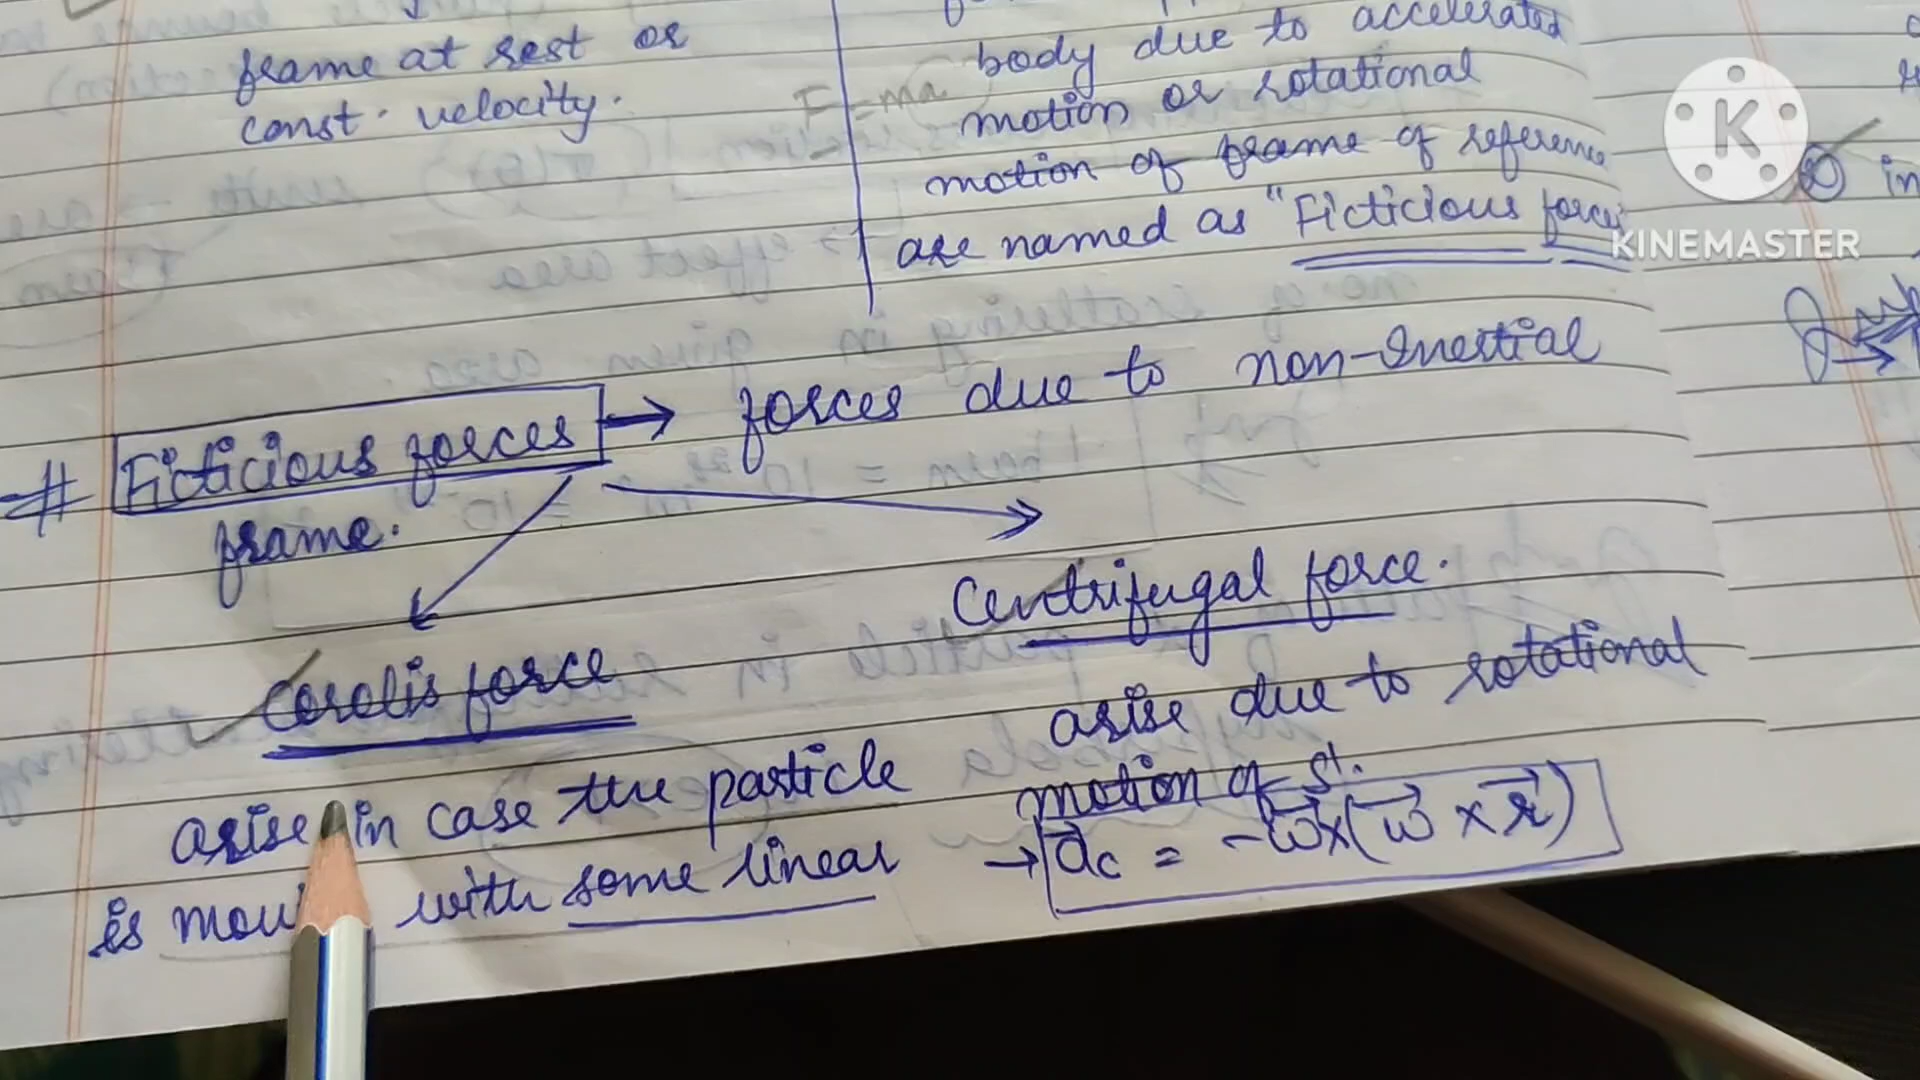 frame at rest or
const. velocity.
body due to accelerated
motion or rotational
motion of frame of reference
are named as "Ficticious force"
F = ma
KINEMASTER
K
# Ficticious forces → forces due to non-Inertial
frame.
Corolis force
arise in case the particle
is with some linear
Centrifugal force.
arise due to rotational
motion of S'.
→ a⃗c = -ω⃗×(ω⃗ × r⃗)
in